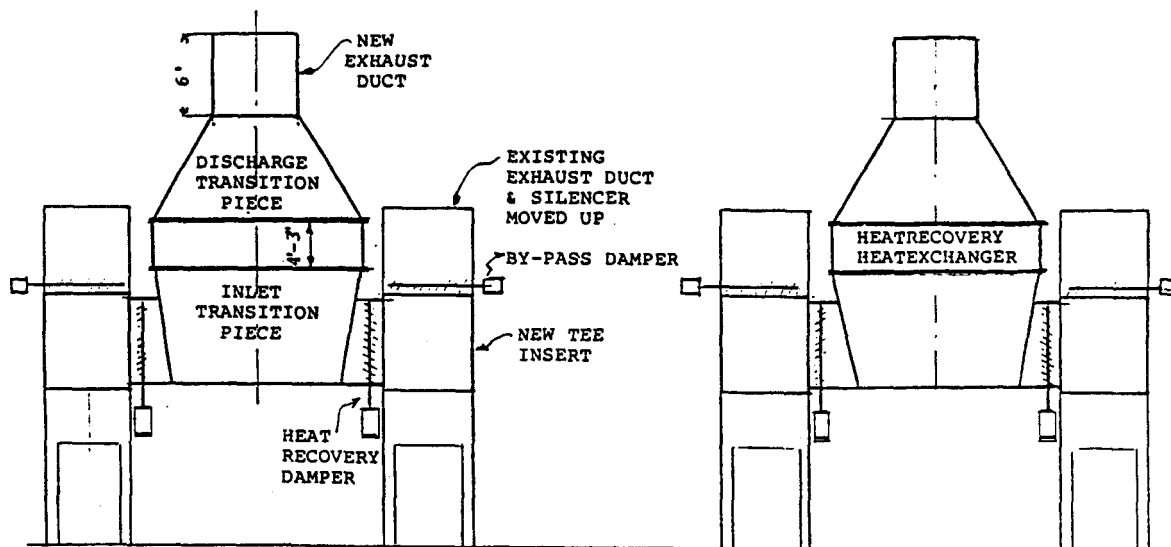 NEW
EXHAUST
DUCT
6'
DISCHARGE
TRANSITION
PIECE
EXISTING
EXHAUST DUCT
& SILENCER
MOVED UP
4'-3"
BY-PASS DAMPER
INLET
TRANSITION
PIECE
NEW TEE
INSERT
HEAT
RECOVERY
DAMPER
HEATRECOVERY
HEATEXCHANGER